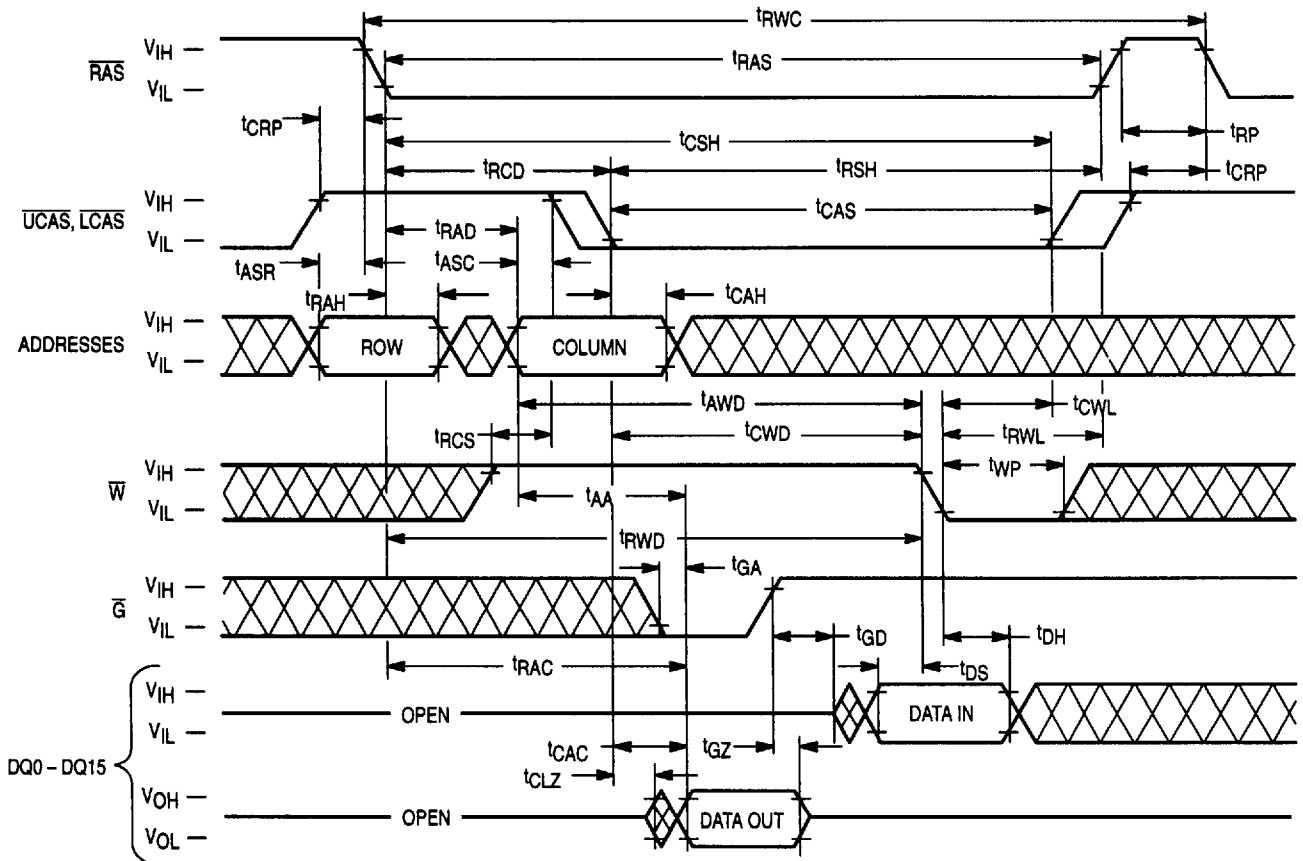 tRWC
VIH
RAS
tRAS
VIL
tCRP
tRP
tCSH
tRCD
tRSH
tCRP
VIH
UCAS, LCAS
tCAS
VIL
tRAD
tASR
tASC
tRAH
tCAH
VIH
ADDRESSES
ROW
COLUMN
VIL
tAWD
tCWL
tRCS
tCWD
tRWL
VIH
tWP
W
tAA
VIL
tRWD
tGA
VIH
G
VIL
tGD
tDH
tRAC
tDS
VIH
OPEN
DATA IN
VIL
tCAC
tGZ
DQ0 – DQ15
tCLZ
VOH
OPEN
DATA OUT
VOL